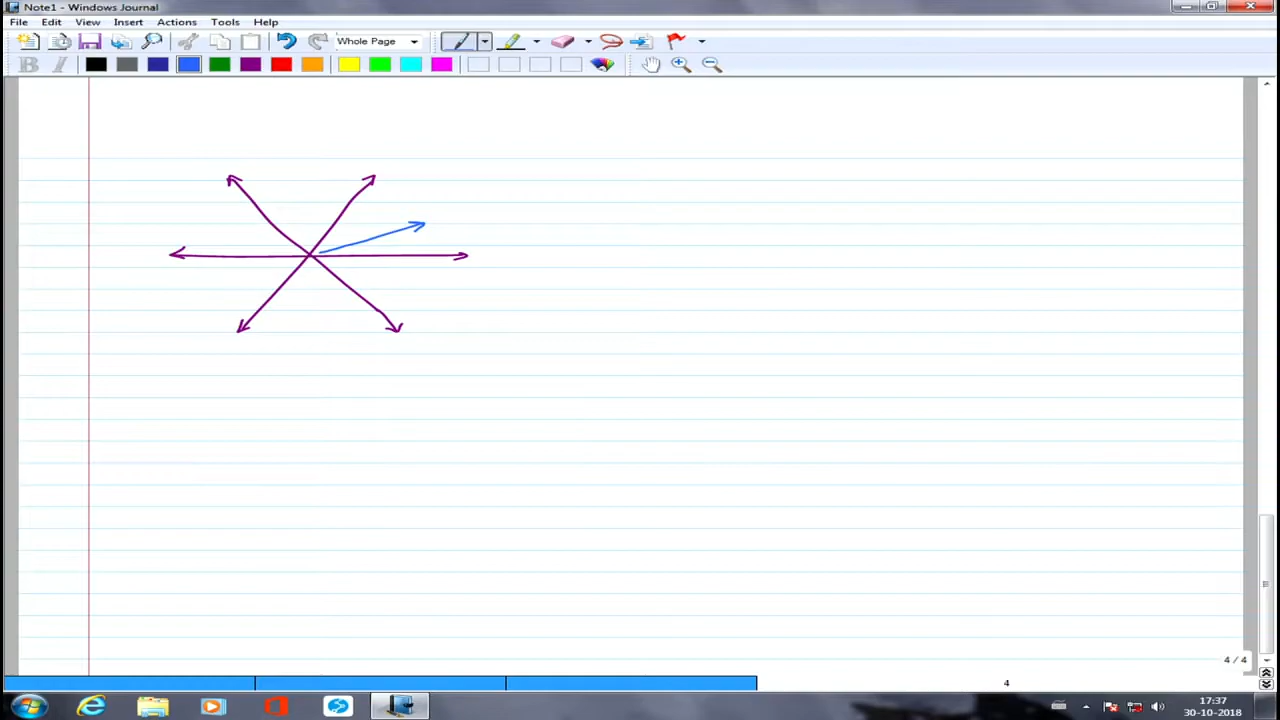 Note1 - Windows Journal
File Edit View Insert Actions Tools Help
Whole Page
B I
4 / 4
4
17:37
30-10-2018